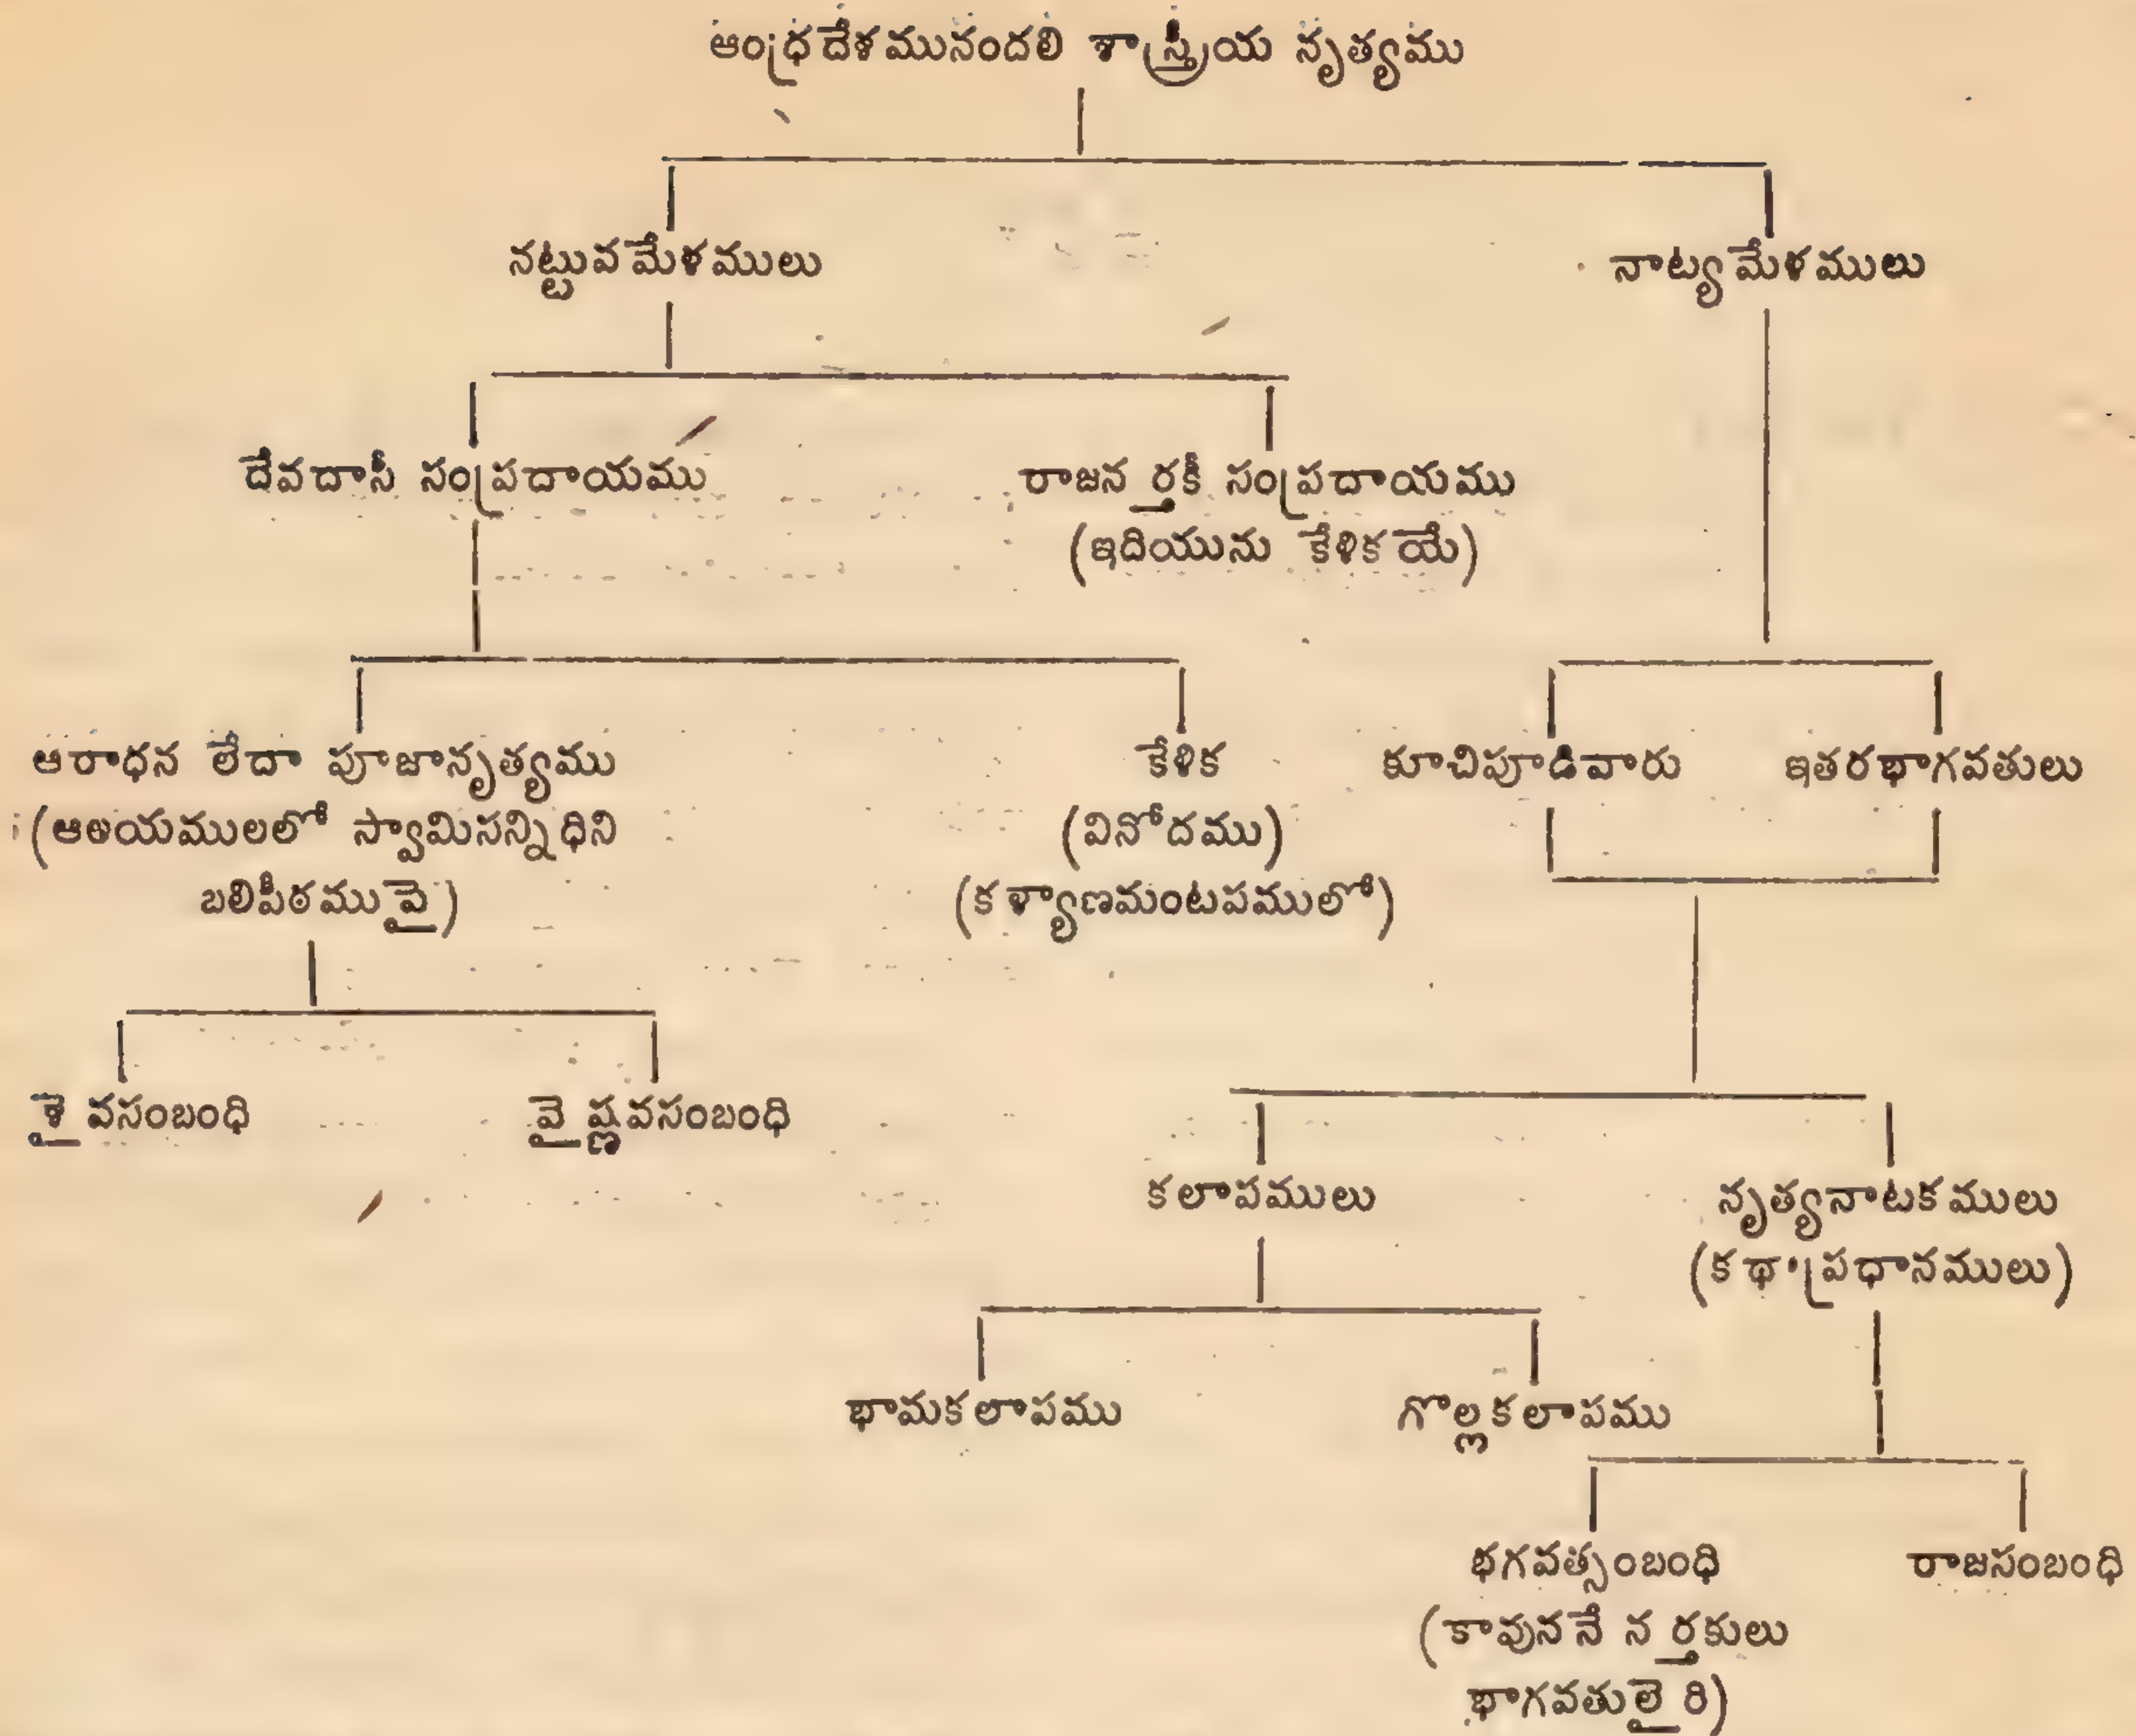 ఆంధ్రదేశమునందలి శాస్త్రీయ నృత్యము
నట్టువమేళములు
నాట్యమేళములు
దేవదాసీ సంప్రదాయము
రాజనర్తకీ సంప్రదాయము
(ఇదియును కేళికయే)
ఆరాధన లేదా పూజానృత్యము
(ఆలయములలో స్వామిసన్నిధిని
బలిపీఠముపై)
కేళిక
(వినోదము)
(కళ్యాణమంటపములో)
కూచిపూడివారు
ఇతరభాగవతులు
శైవసంబంధి
వైష్ణవసంబంధి
కలాపములు
నృత్యనాటకములు
(కథాప్రధానములు)
భామకలాపము
గొల్లకలాపము
భగవత్సంబంధి
(కావుననే నర్తకులు
భాగవతులైరి)
రాజసంబంధి